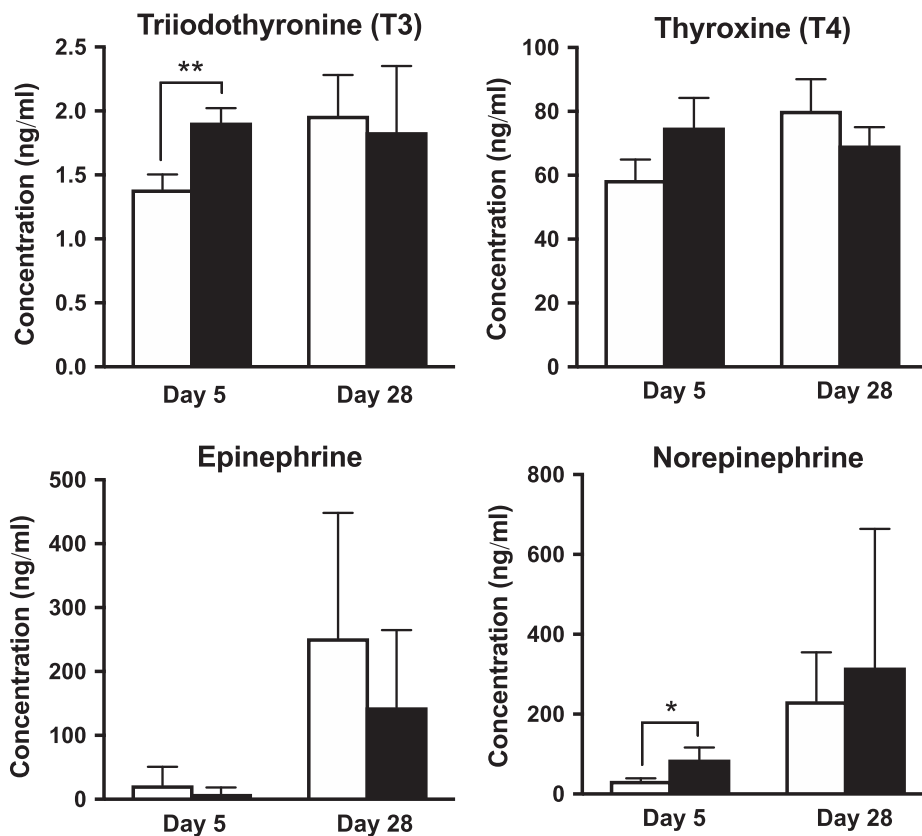 Triiodothyronine (T3)
Concentration (ng/ml)
2.5
2.0
1.5
1.0
0.5
0.0
**
Day 5
Day 28
Thyroxine (T4)
Concentration (ng/ml)
100
80
60
40
20
0
Day 5
Day 28
Epinephrine
Concentration (ng/ml)
500
400
300
200
100
0
Day 5
Day 28
Norepinephrine
Concentration (ng/ml)
800
600
400
200
0
*
Day 5
Day 28